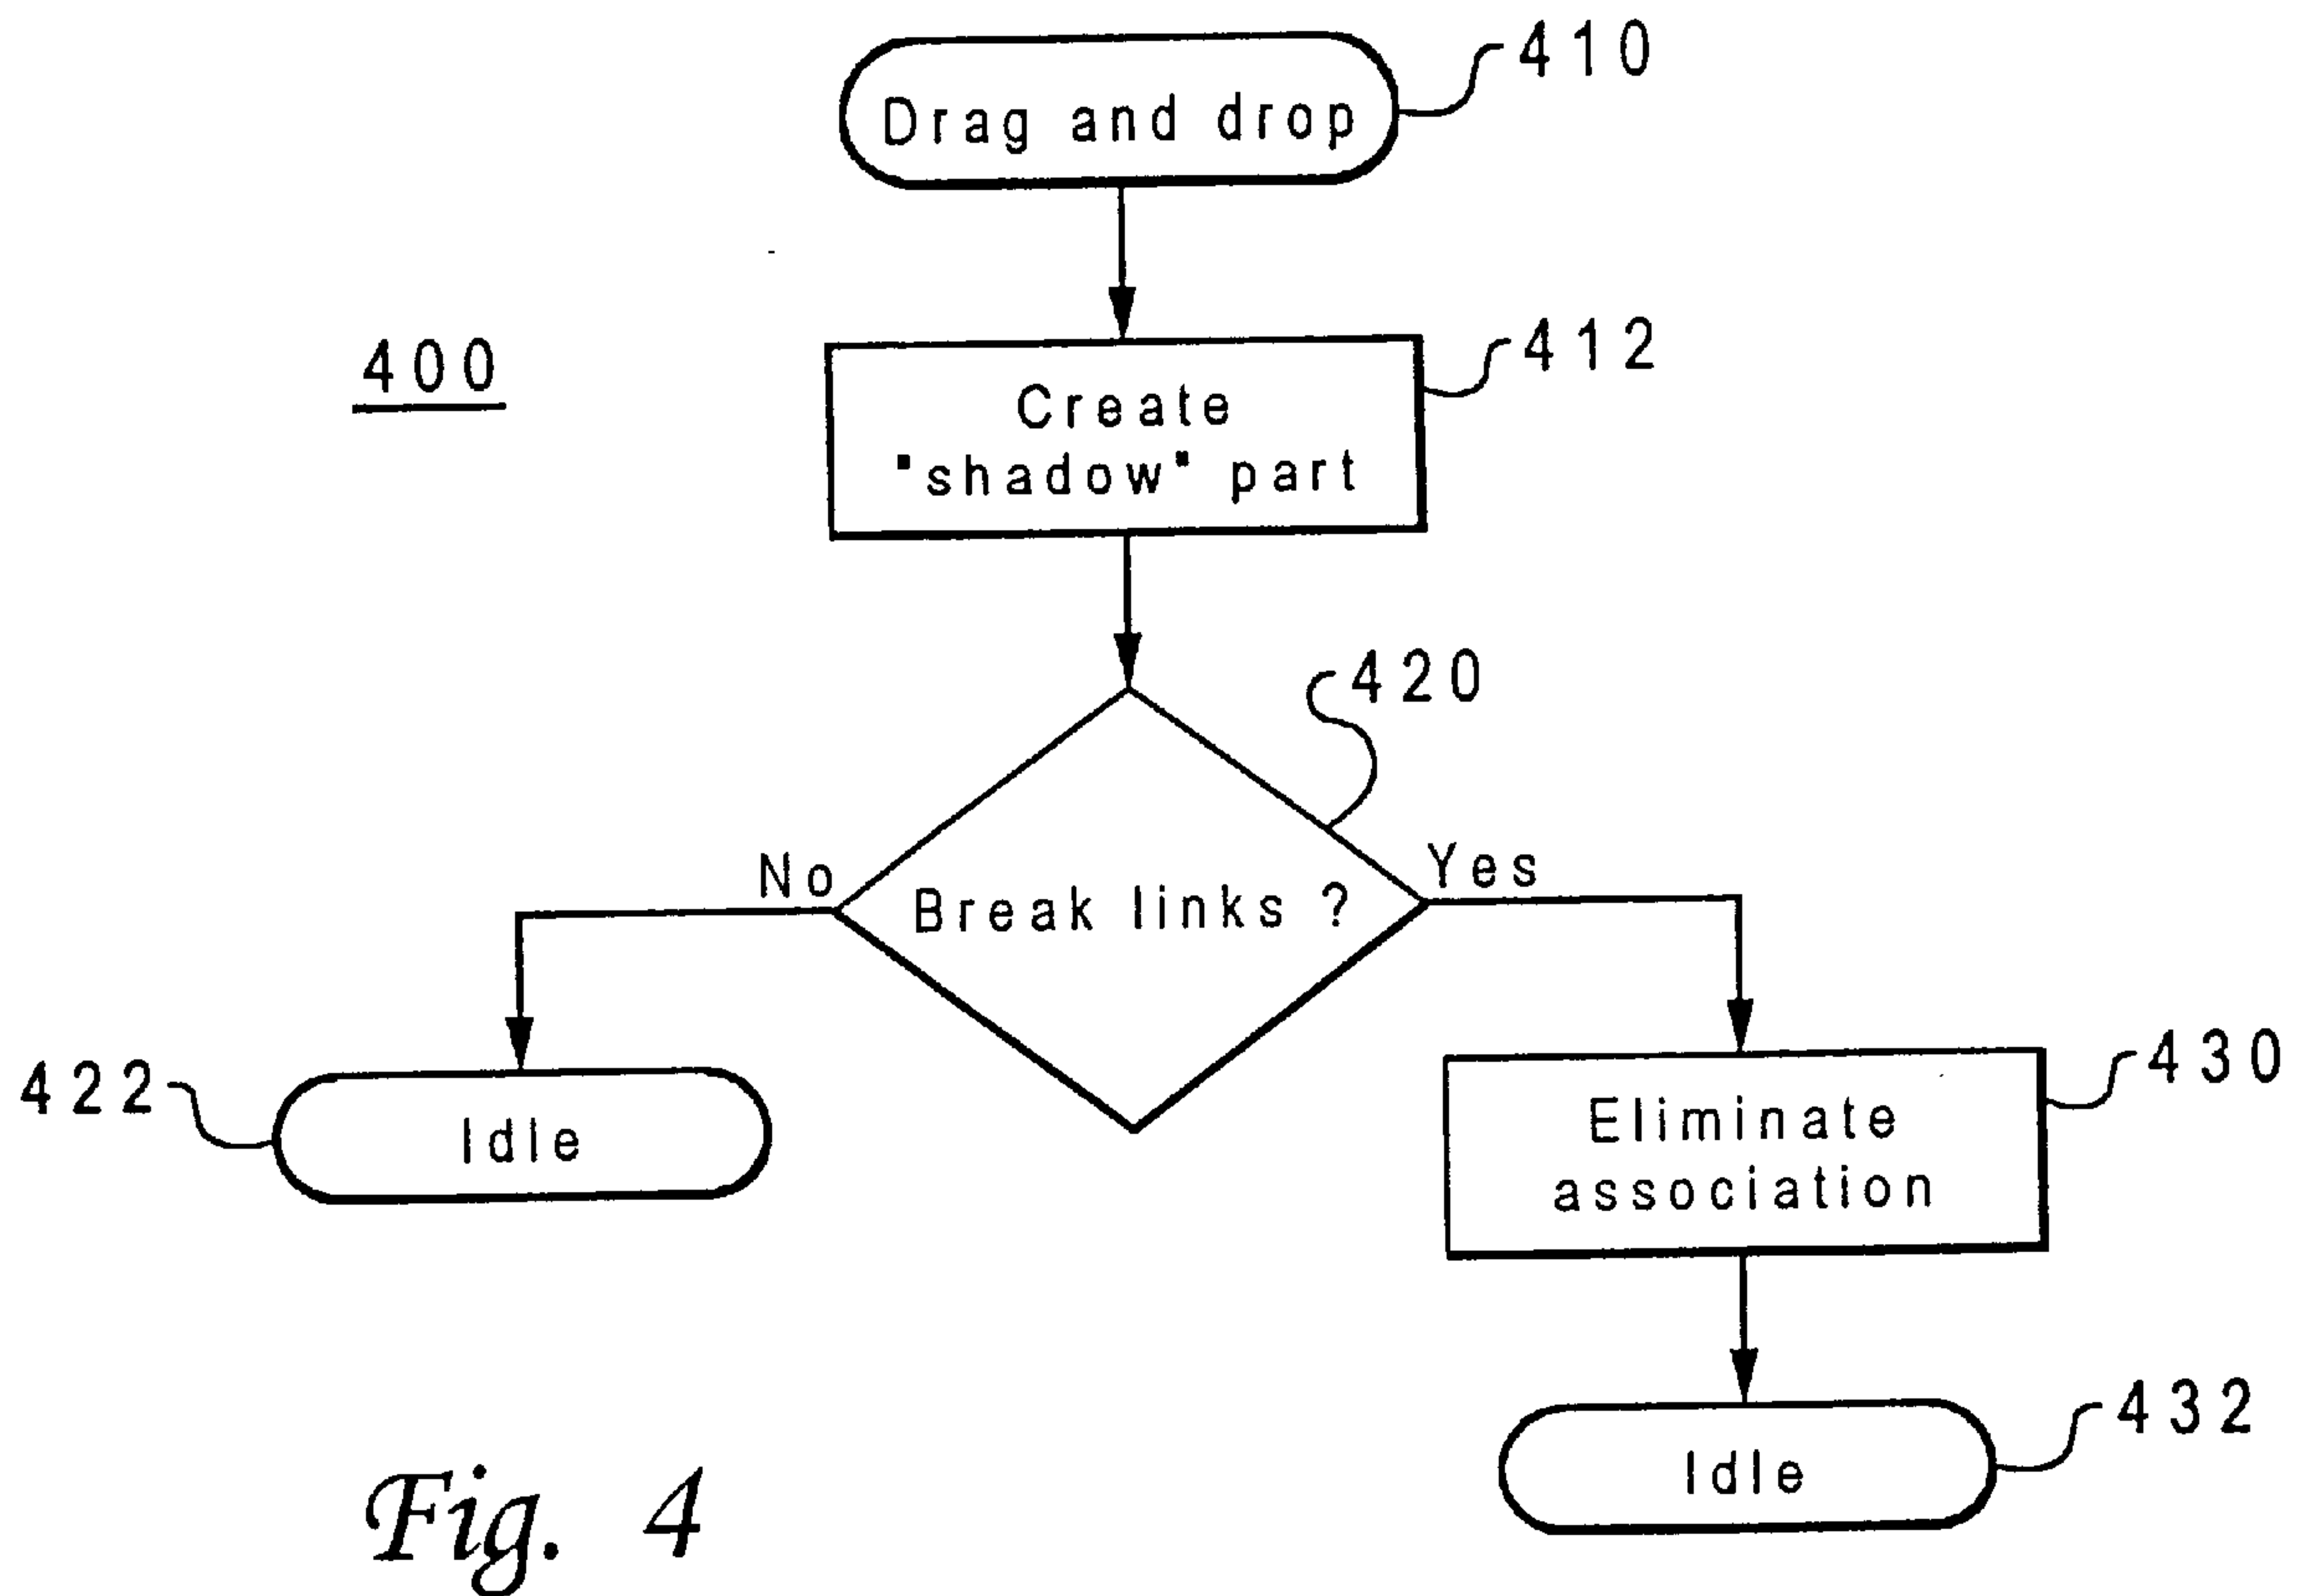 410
Drag and drop
400
412
Create
"shadow" part
420
No
Yes
Break links ?
422
Idle
430
Eliminate
association
432
Idle
Fig. 4